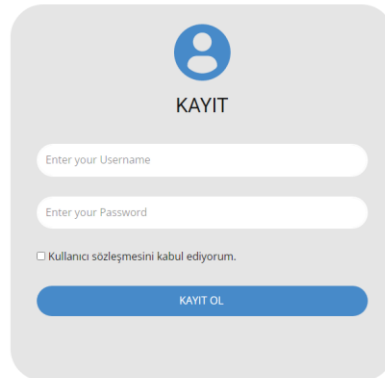 KAYIT
Enter your Username
Enter your Password
Kullanıcı sözleşmesini kabul ediyorum.
KAYIT OL